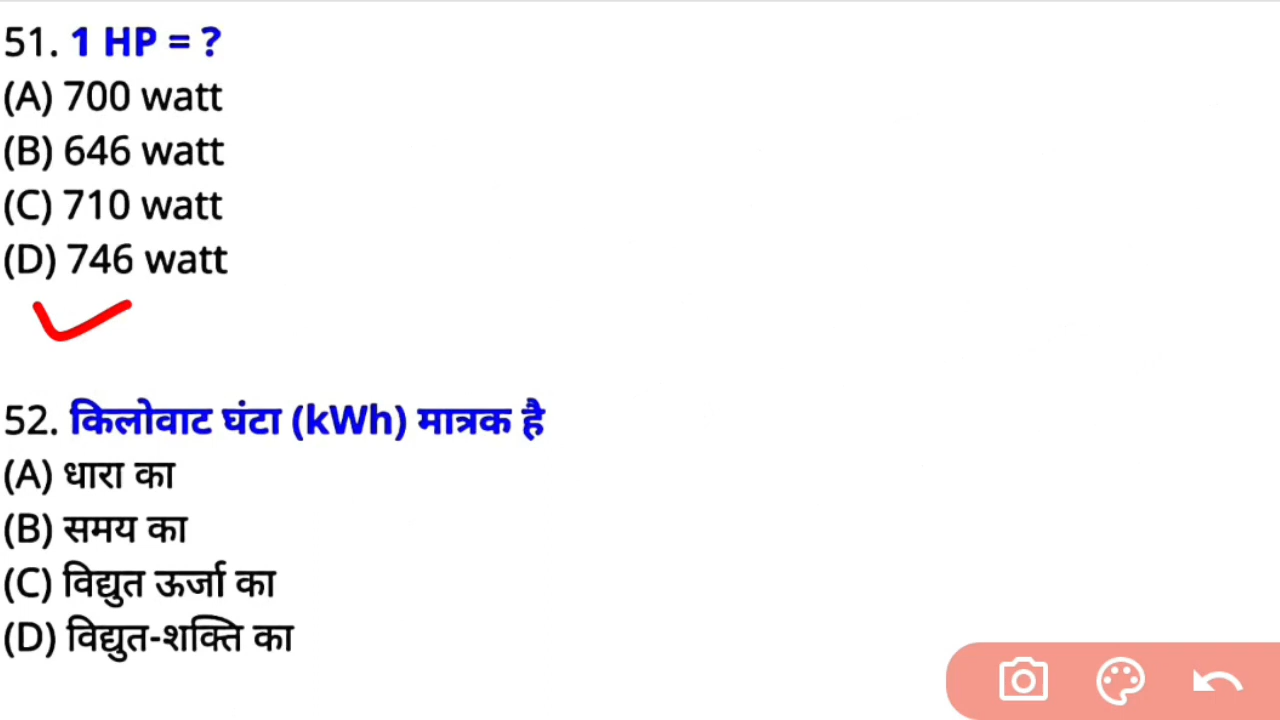 51. 1 HP = ?
(A) 700 watt
(B) 646 watt
(C) 710 watt
(D) 746 watt
52. किलोवाट घंटा (kWh) मात्रक है
(A) धारा का
(B) समय का
(C) विद्युत ऊर्जा का
(D) विद्युत-शक्ति का